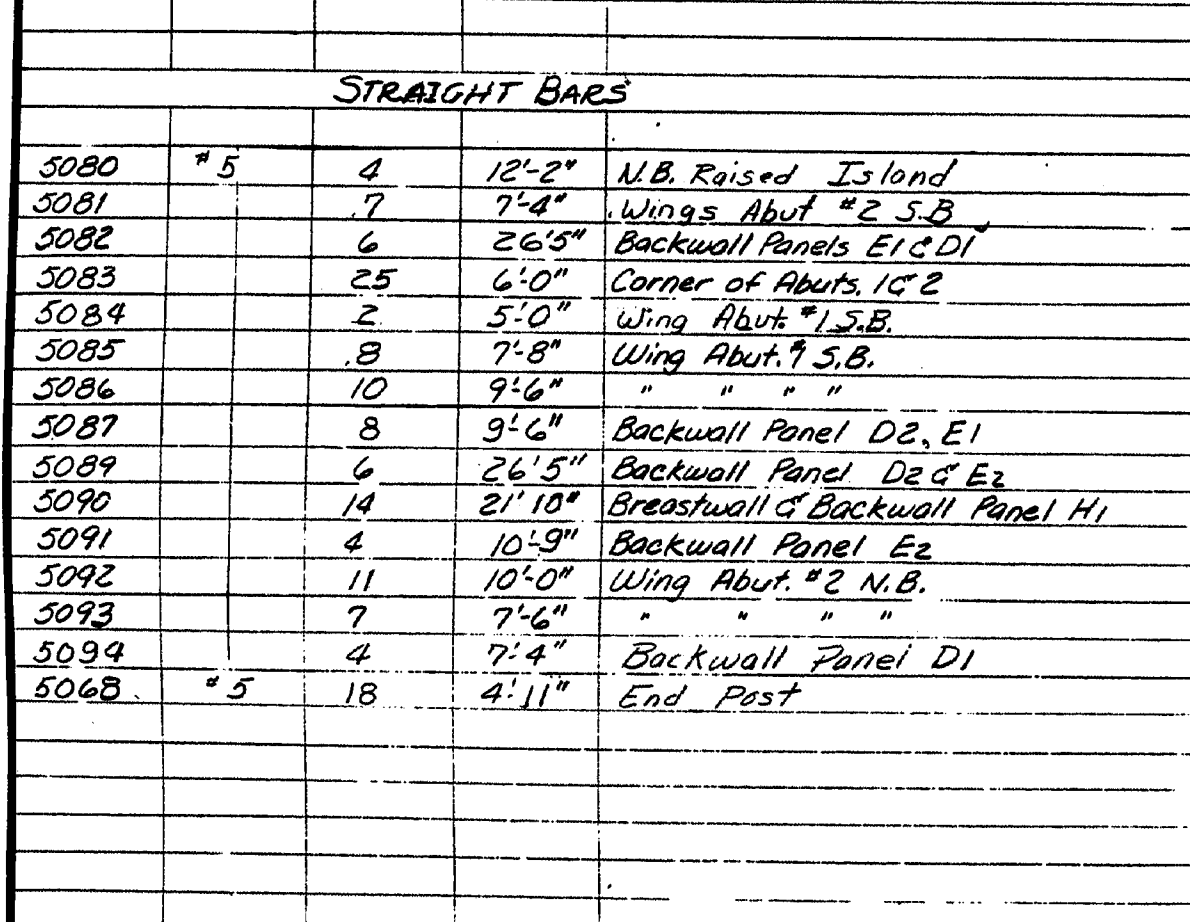 STRAIGHT BARS
5080 #5 4 12'-2" N.B. Raised Island
5081 7 7'-4" Wings Abut #2 S.B
5082 6 26'5" Backwall Panels E1 & D1
5083 25 6'-0" Corner of Abuts. 1 & 2
5084 2 5'-0" Wing Abut. #1 S.B.
5085 8 7'-8" Wing Abut. #1 S.B.
5086 10 9'-6" " " " "
5087 8 9'-6" Backwall Panel D2, E1
5089 6 26'5" Backwall Panel D2 & E2
5090 14 21'10" Breastwall & Backwall Panel H1
5091 4 10'-9" Backwall Panel E2
5092 11 10'-0" Wing Abut. #2 N.B.
5093 7 7'-6" " " " "
5094 4 7'-4" Backwall Panel D1
5068 #5 18 4'-11" End Post